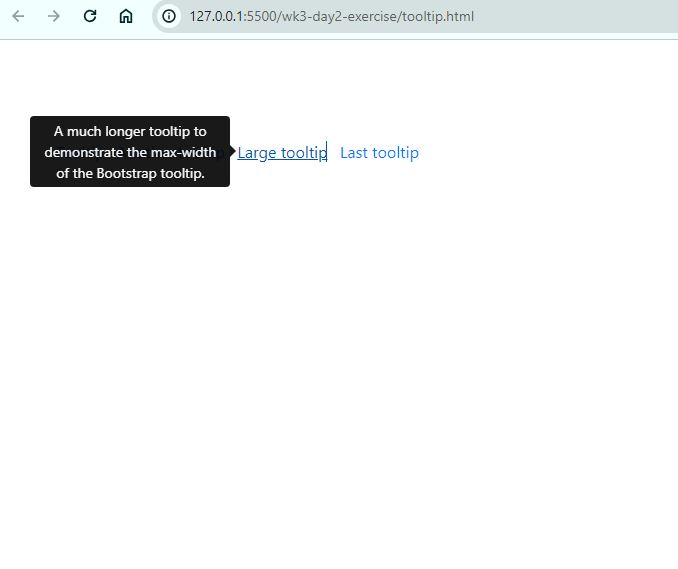 127.0.0.1:5500/wk3-day2-exercise/tooltip.html
A much longer tooltip to
demonstrate the max-width
of the Bootstrap tooltip.
Large tooltip Last tooltip